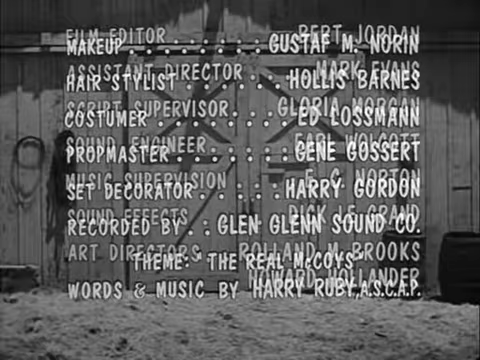 FILM EDITOR BERT JORDAN
MAKEUP . . . . . . . . GUSTAF M. NORIN
ASSISTANT DIRECTOR MARK EVANS
HAIR STYLIST . . . . . . HOLLIS BARNES
SCRIPT SUPERVISOR GLORIA MORGAN
COSTUMER . . . . . . . . ED LOSSMANN
SOUND ENGINEER EARL WOLCOTT
PROPMASTER . . . . . . . GENE GOSSERT
MUSIC SUPERVISION E. C. NORTON
SET DECORATOR . . . . . HARRY GORDON
SOUND EFFECTS DICK LE GRAND
RECORDED BY . . GLEN GLENN SOUND CO.
ART DIRECTORS ROLLAND M. BROOKS
THEME: "THE REAL McCOYS"
HOWARD HOLLANDER
WORDS & MUSIC BY HARRY RUBY, A.S.C.A.P.